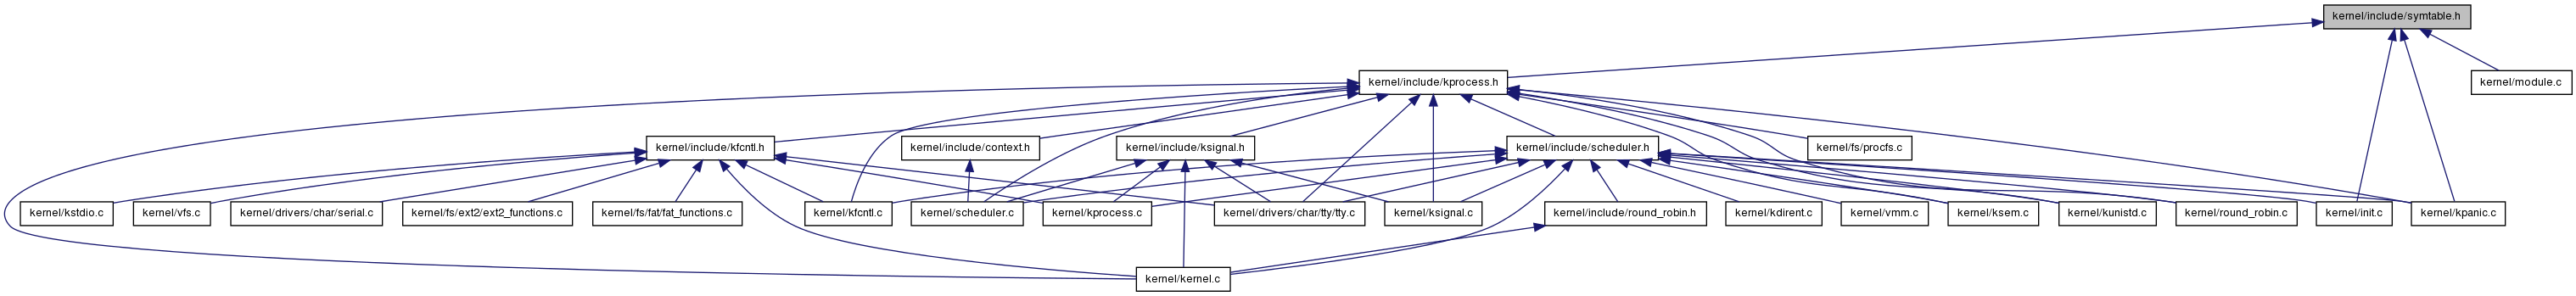 kernel/include/symtable.h
kernel/include/kprocess.h
kernel/module.c
kernel/include/kfcntl.h
kernel/include/context.h
kernel/include/ksignal.h
kernel/include/scheduler.h
kernel/fs/procfs.c
kernel/kstdio.c
kernel/vfs.c
kernel/drivers/char/serial.c
kernel/fs/ext2/ext2_functions.c
kernel/fs/fat/fat_functions.c
kernel/kfcntl.c
kernel/scheduler.c
kernel/kprocess.c
kernel/drivers/char/tty/tty.c
kernel/ksignal.c
kernel/include/round_robin.h
kernel/kdirent.c
kernel/vmm.c
kernel/ksem.c
kernel/kunistd.c
kernel/round_robin.c
kernel/init.c
kernel/kpanic.c
kernel/kernel.c